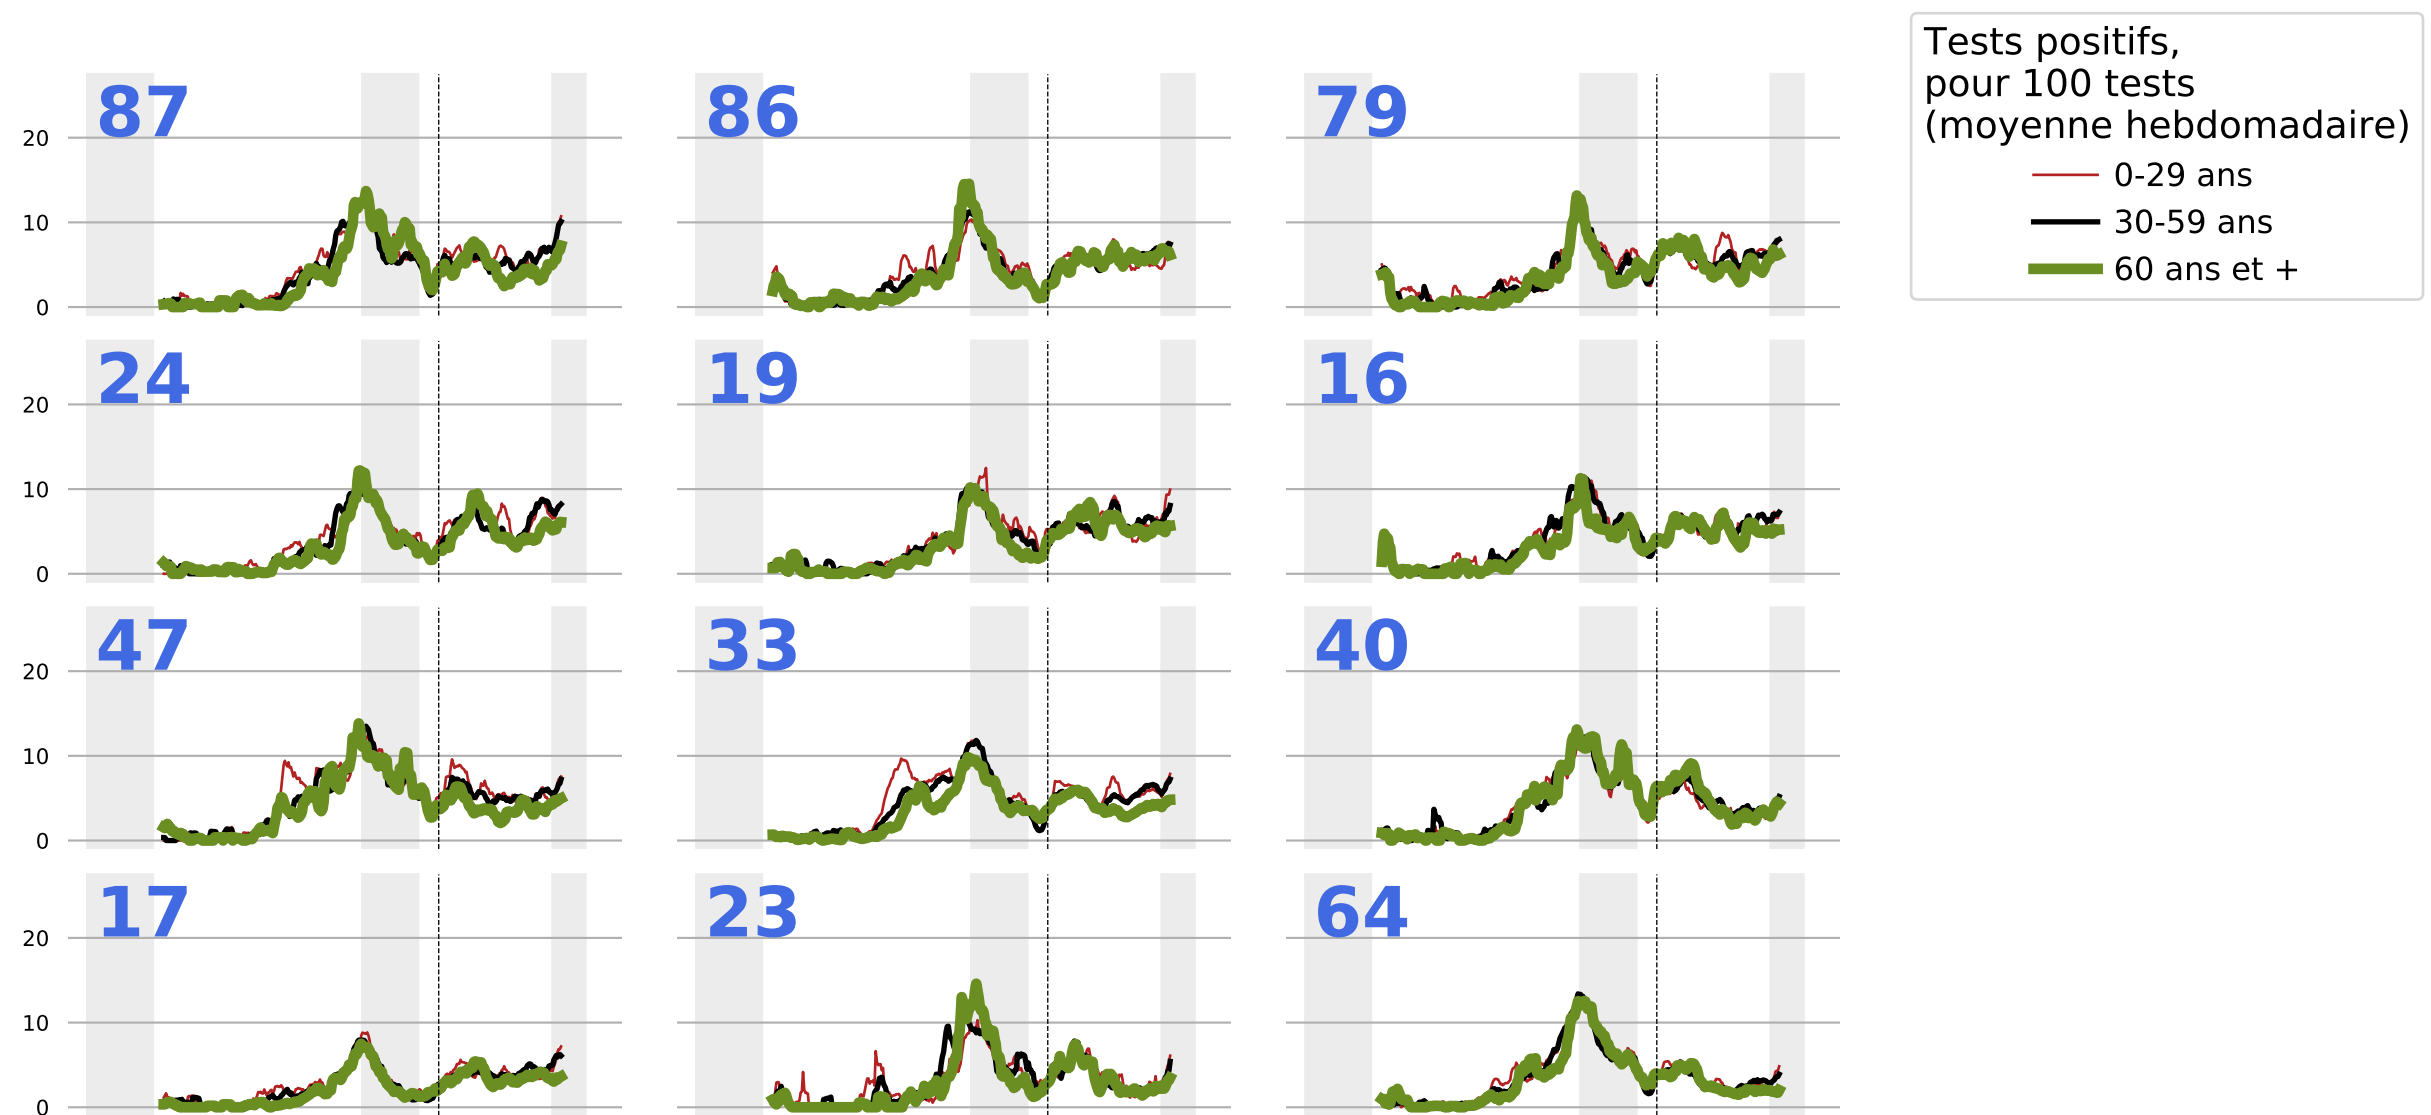 87 86 79
20
10
0
24 19 16
20
10
0
47 33 40
20
10
0
17 23 64
20
10
0
Tests positifs,
pour 100 tests
(moyenne hebdomadaire)
0-29 ans
30-59 ans
60 ans et +